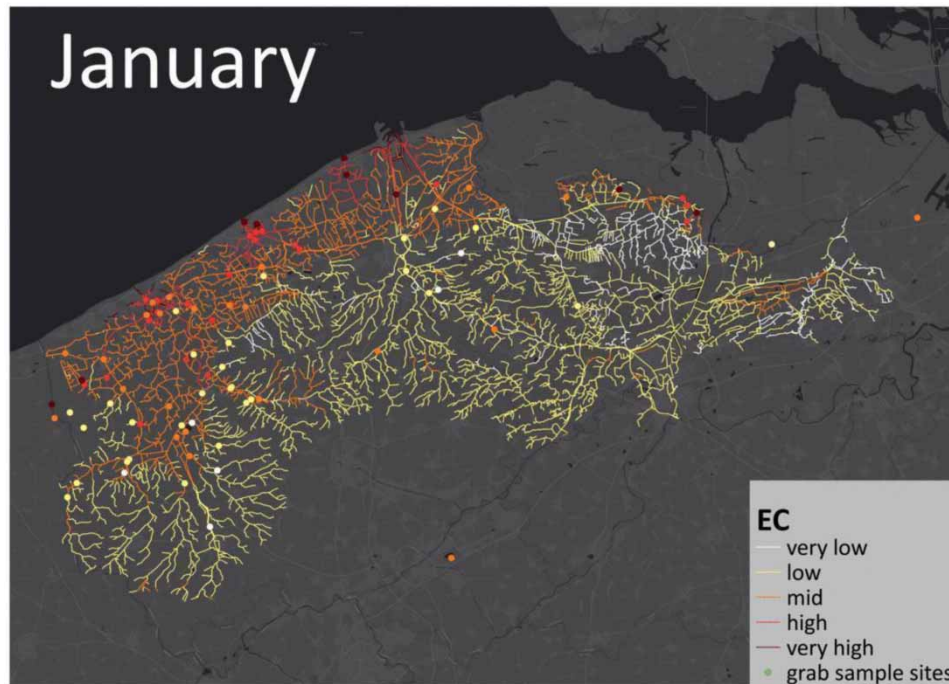 January
EC
very low
low
mid
high
very high
grab sample sites